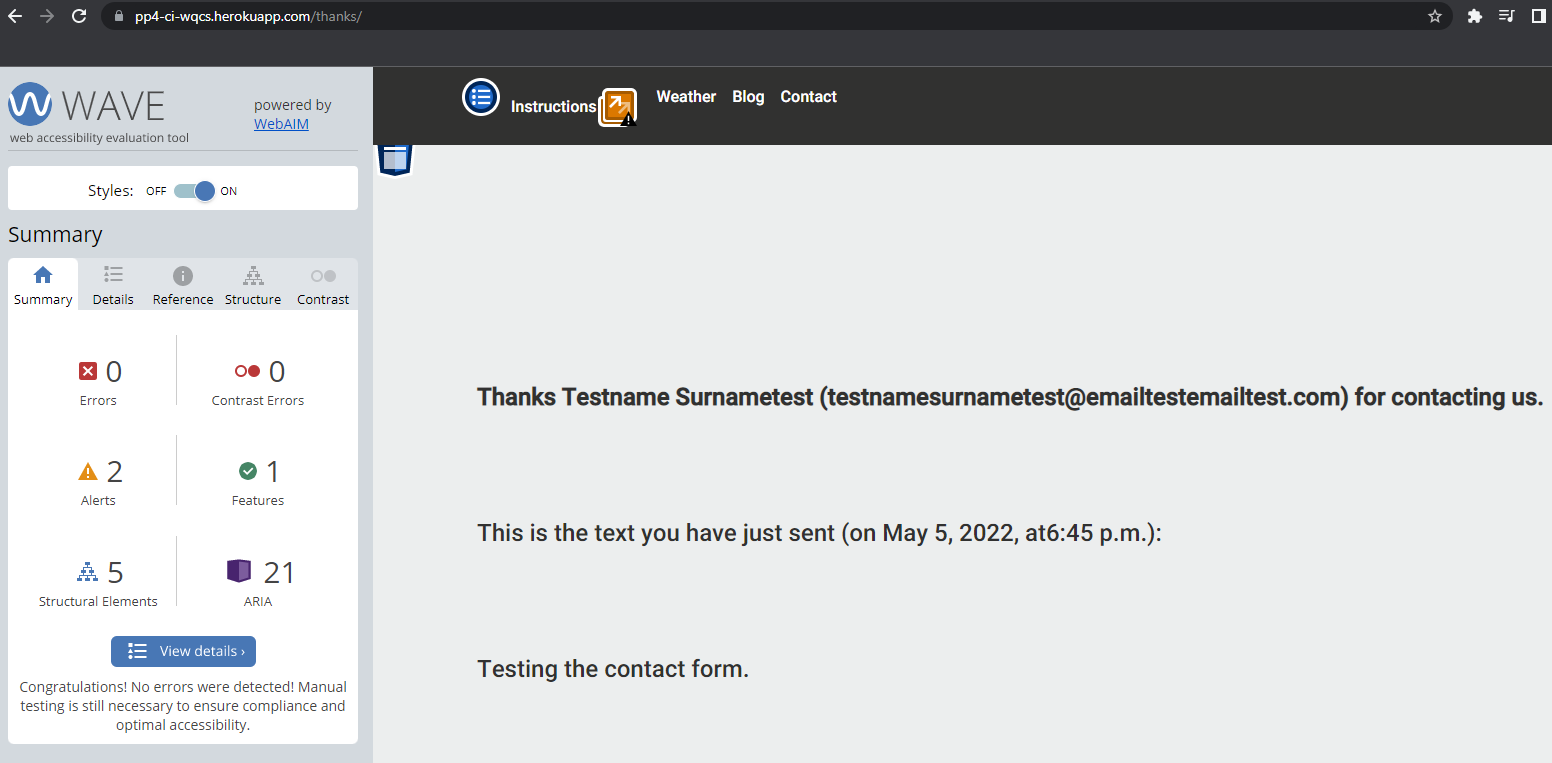 pp4-ci-wqcs.herokuapp.com/thanks/
WAVE
powered by
WebAIM
web accessibility evaluation tool
Styles: OFF ON
Summary
Summary Details Reference Structure Contrast
0 0
Errors Contrast Errors
2 1
Alerts Features
5 21
Structural Elements ARIA
View details ›
Congratulations! No errors were detected! Manual
testing is still necessary to ensure compliance and
optimal accessibility.
Instructions Weather Blog Contact
Thanks Testname Surnametest (testnamesurnametest@emailtestemailtest.com) for contacting us.
This is the text you have just sent (on May 5, 2022, at6:45 p.m.):
Testing the contact form.